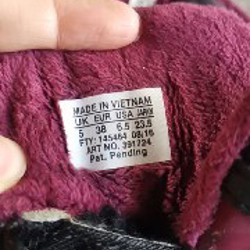 MADE IN VIETNAM
UK EUR USA JAPAN
5 38 6.5 23.5
FTY: 145464 08/16
ART NO. 391724
Pat. Pending